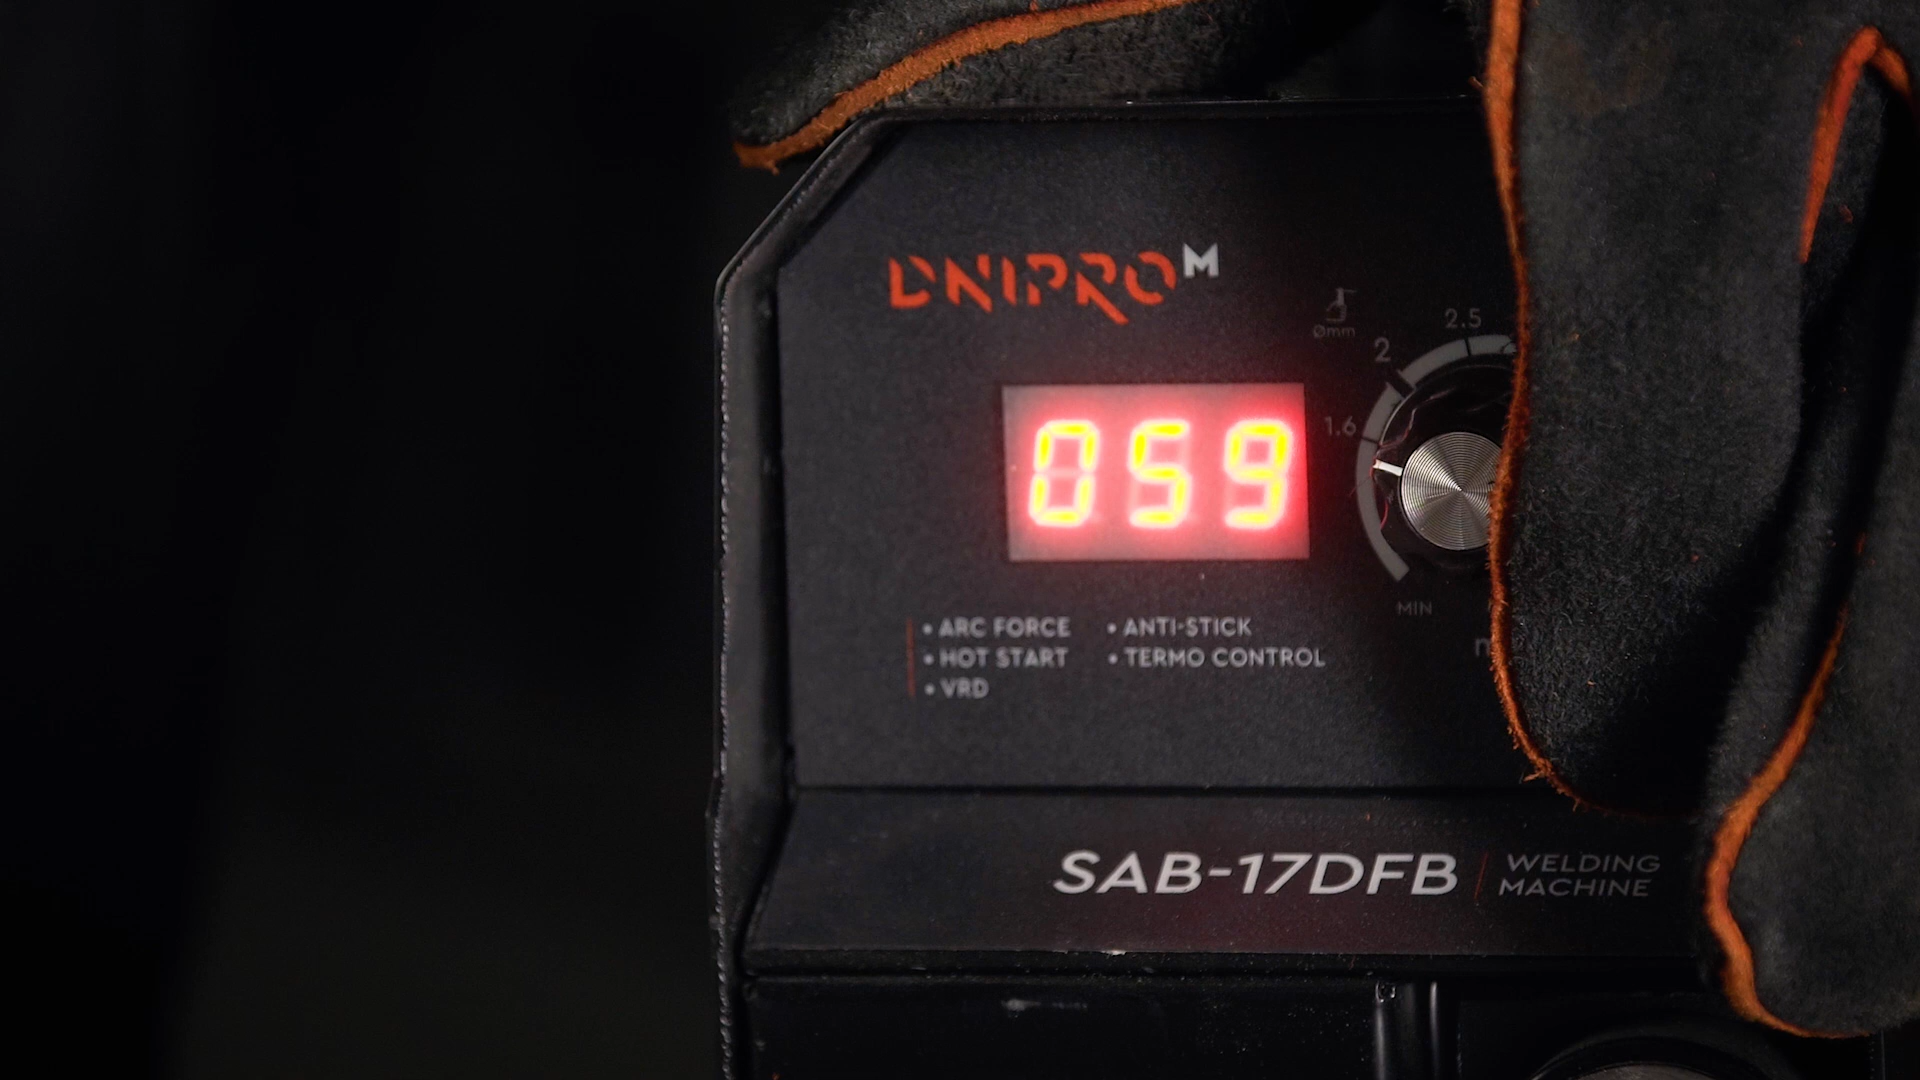 DNIPRO M
Ømm
2.5
2
1.6
059
MIN
• ARC FORCE • ANTI-STICK
• HOT START • TERMO CONTROL
• VRD
SAB-17DFB WELDING
MACHINE